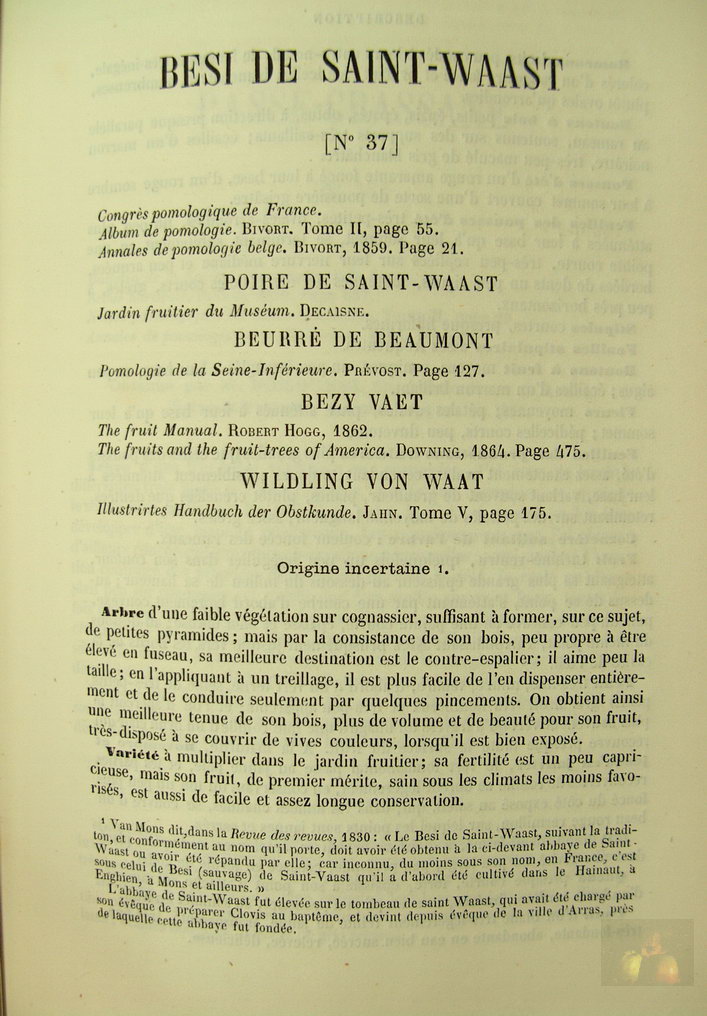 BESI DE SAINT-WAAST
[N° 37]
Congrès pomologique de France.
Album de pomologie. BIVORT. Tome II, page 55.
Annales de pomologie belge. BIVORT, 1859. Page 21.
POIRE DE SAINT-WAAST
Jardin fruitier du Muséum. DECAISNE.
BEURRÉ DE BEAUMONT
Pomologie de la Seine-Inférieure. PRÉVOST. Page 127.
BEZY VAET
The fruit Manual. ROBERT HOGG, 1862.
The fruits and the fruit-trees of America. DOWNING, 1864. Page 475.
WILDLING VON WAAT
Illustrirtes Handbuch der Obstkunde. JAHN. Tome V, page 175.
Origine incertaine 1.
Arbre d'une faible végétation sur cognassier, suffisant à former, sur ce sujet,
de petites pyramides; mais par la consistance de son bois, peu propre à être
élevé en fuseau, sa meilleure destination est le contre-espalier; il aime peu la
taille; en l'appliquant à un treillage, il est plus facile de l'en dispenser entière-
ment et de le conduire seulement par quelques pincements. On obtient ainsi
une meilleure tenue de son bois, plus de volume et de beauté pour son fruit,
très-disposé à se couvrir de vives couleurs, lorsqu'il est bien exposé.
Variété à multiplier dans le jardin fruitier; sa fertilité est un peu capri-
cieuse, mais son fruit, de premier mérite, sain sous les climats les moins favo-
risés, est aussi de facile et assez longue conservation.
1 Van Mons dit, dans la Revue des revues, 1830 : « Le Besi de Saint-Waast, suivant la tradi-
ton, et conformément au nom qu'il porte, doit avoir été obtenu à la ci-devant abbaye de Saint-
Waast ou avoir été répandu par elle; car inconnu, du moins sous son nom, en France, c'est
sous celui de Besi (sauvage) de Saint-Vaast qu'il a d'abord été cultivé dans le Hainaut, à
Enghien, à Mons et ailleurs. »
L'abbaye de Saint-Waast fut élevée sur le tombeau de saint Waast, qui avait été chargé par
son évêque de préparer Clovis au baptême, et devint depuis évêque de la ville d'Arras, près
de laquelle cette abbaye fut fondée.